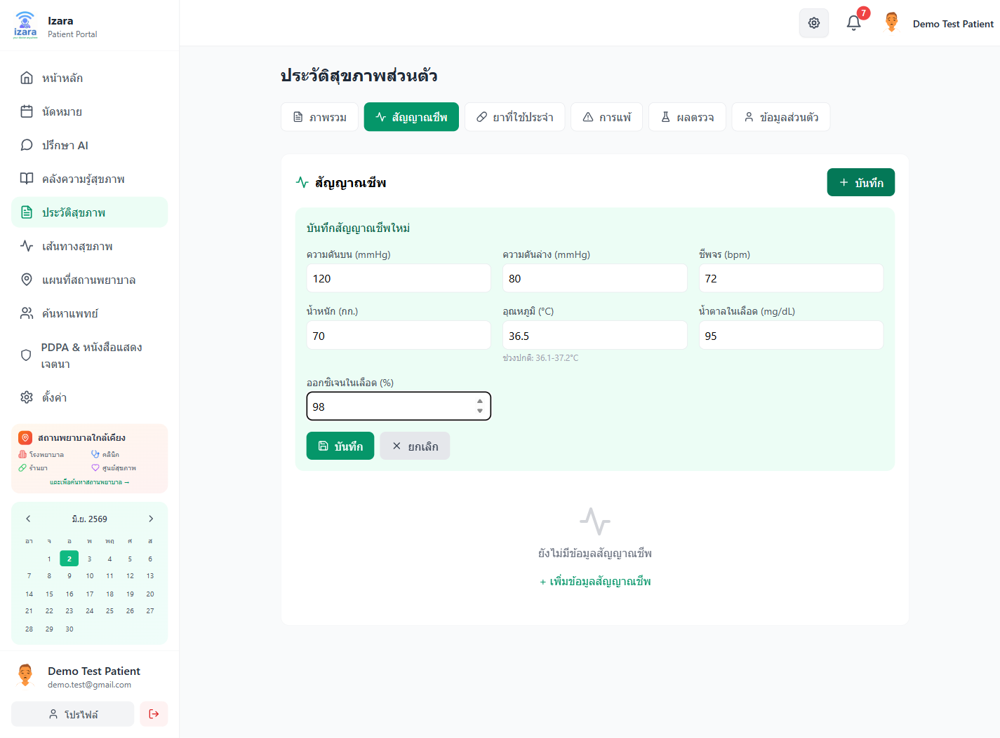 Izara
Patient Portal
izara
7
Demo Test Patient
หน้าหลัก
นัดหมาย
ปรึกษา AI
คลังความรู้สุขภาพ
ประวัติสุขภาพ
เส้นทางสุขภาพ
แผนที่สถานพยาบาล
ค้นหาแพทย์
PDPA & หนังสือแสดง
เจตนา
ตั้งค่า
สถานพยาบาลใกล้เคียง
โรงพยาบาล คลินิก
ร้านยา ศูนย์สุขภาพ
แตะเพื่อค้นหาสถานพยาบาล →
มิ.ย. 2569
อา จ อ พ พฤ ศ ส
1 2 3 4 5 6
7 8 9 10 11 12 13
14 15 16 17 18 19 20
21 22 23 24 25 26 27
28 29 30
Demo Test Patient
demo.test@gmail.com
โปรไฟล์
ประวัติสุขภาพส่วนตัว
ภาพรวม สัญญาณชีพ ยาที่ใช้ประจำ การแพ้ ผลตรวจ ข้อมูลส่วนตัว
สัญญาณชีพ
+ บันทึก
บันทึกสัญญาณชีพใหม่
ความดันบน (mmHg) ความดันล่าง (mmHg) ชีพจร (bpm)
120 80 72
น้ำหนัก (กก.) อุณหภูมิ (°C) น้ำตาลในเลือด (mg/dL)
70 36.5 95
ช่วงปกติ: 36.1-37.2°C
ออกซิเจนในเลือด (%)
98
บันทึก ยกเลิก
ยังไม่มีข้อมูลสัญญาณชีพ
+ เพิ่มข้อมูลสัญญาณชีพ